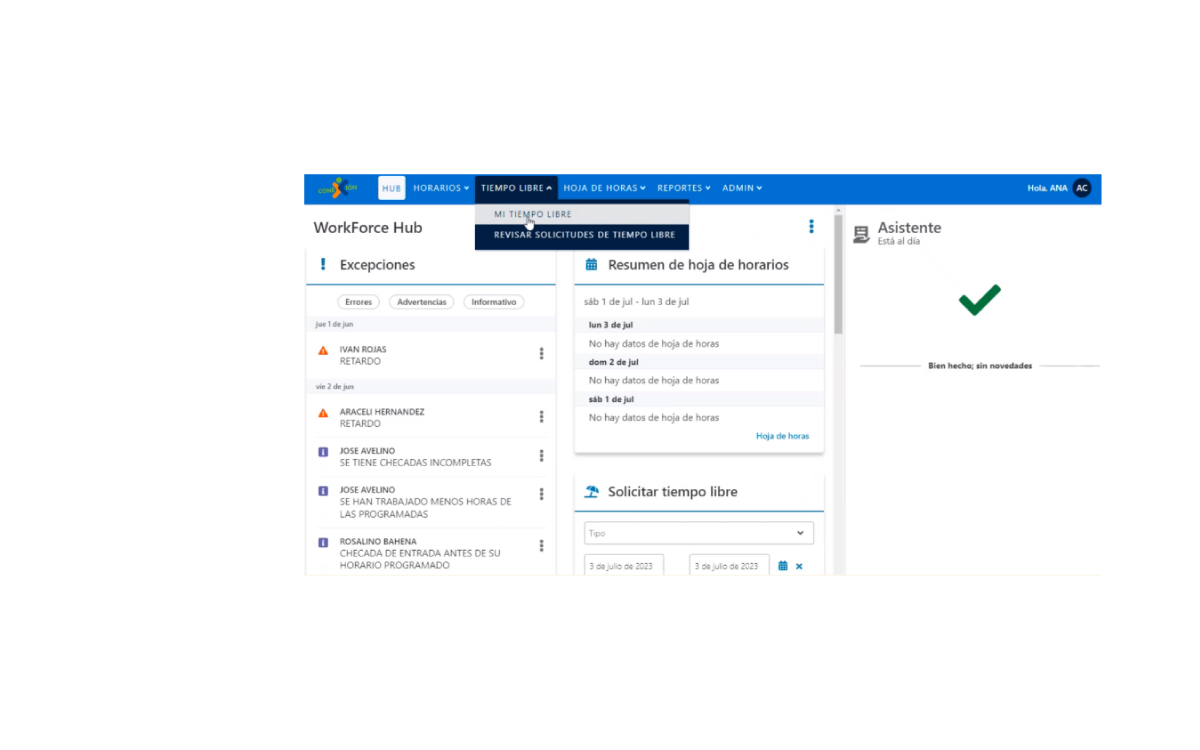 CONEXIÓN
HUB
HORARIOS
TIEMPO LIBRE
HOJA DE HORAS
REPORTES
ADMIN
Hola, ANA
AC
MI TIEMPO LIBRE
REVISAR SOLICITUDES DE TIEMPO LIBRE
WorkForce Hub
Excepciones
Errores
Advertencias
Informativo
jue 1 de jun
IVAN ROJAS
RETARDO
vie 2 de jun
ARACELI HERNANDEZ
RETARDO
JOSE AVELINO
SE TIENE CHECADAS INCOMPLETAS
JOSE AVELINO
SE HAN TRABAJADO MENOS HORAS DE
LAS PROGRAMADAS
ROSALINO BAHENA
CHECADA DE ENTRADA ANTES DE SU
HORARIO PROGRAMADO
Resumen de hoja de horarios
sáb 1 de jul - lun 3 de jul
lun 3 de jul
No hay datos de hoja de horas
dom 2 de jul
No hay datos de hoja de horas
sáb 1 de jul
No hay datos de hoja de horas
Hoja de horas
Solicitar tiempo libre
Tipo
3 de julio de 2023
3 de julio de 2023
Asistente
Está al día
Bien hecho; sin novedades